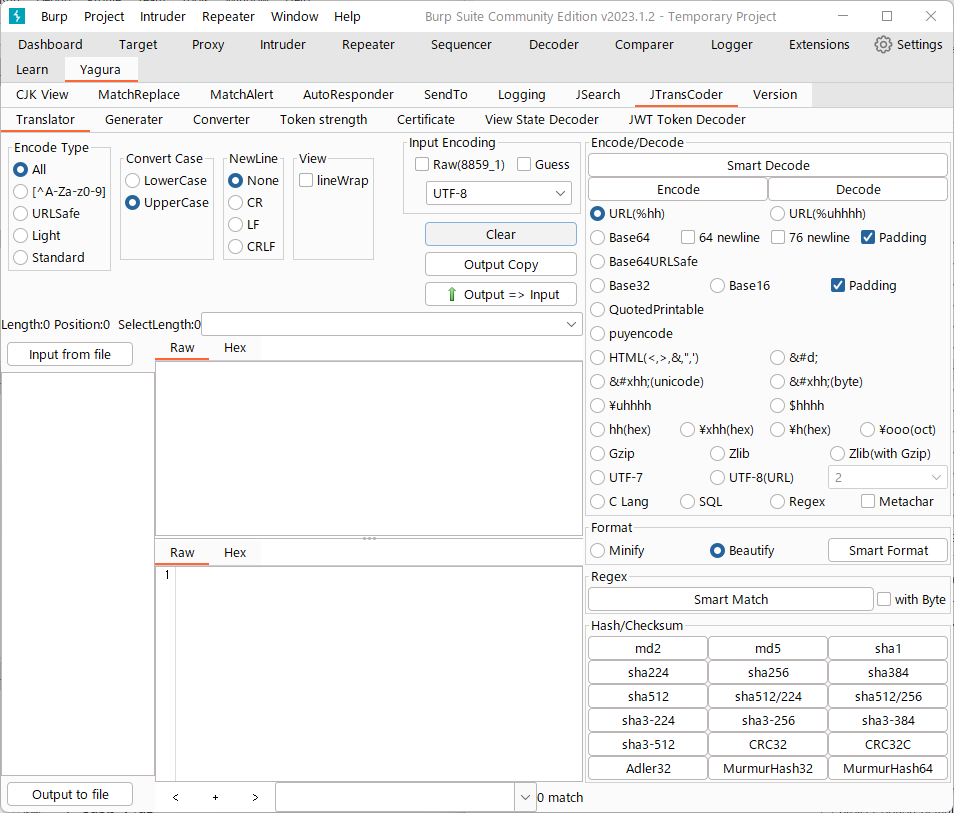 Burp Project Intruder Repeater Window Help Burp Suite Community Edition v2023.1.2 - Temporary Project
Dashboard Target Proxy Intruder Repeater Sequencer Decoder Comparer Logger Extensions Settings
Learn Yagura
CJK View MatchReplace MatchAlert AutoResponder SendTo Logging JSearch JTransCoder Version
Translator Generater Converter Token strength Certificate View State Decoder JWT Token Decoder
Encode Type
All
[^A-Za-z0-9]
URLSafe
Light
Standard
Convert Case
LowerCase
UpperCase
NewLine
None
CR
LF
CRLF
View
lineWrap
Input Encoding
Raw(8859_1) Guess
UTF-8
Clear
Output Copy
Output => Input
Length:0 Position:0 SelectLength:0
Input from file
Raw Hex
Raw Hex
1
Output to file
< + > 0 match
Encode/Decode
Smart Decode
Encode Decode
URL(%hh) URL(%uhhhh)
Base64 64 newline 76 newline Padding
Base64URLSafe
Base32 Base16 Padding
QuotedPrintable
puyencode
HTML(<,>,&,",') &#d;
&#xhh;(unicode) &#xhh;(byte)
¥uhhhh $hhhh
hh(hex) ¥xhh(hex) ¥h(hex) ¥ooo(oct)
Gzip Zlib Zlib(with Gzip)
UTF-7 UTF-8(URL) 2
C Lang SQL Regex Metachar
Format
Minify Beautify Smart Format
Regex
Smart Match with Byte
Hash/Checksum
md2 md5 sha1
sha224 sha256 sha384
sha512 sha512/224 sha512/256
sha3-224 sha3-256 sha3-384
sha3-512 CRC32 CRC32C
Adler32 MurmurHash32 MurmurHash64